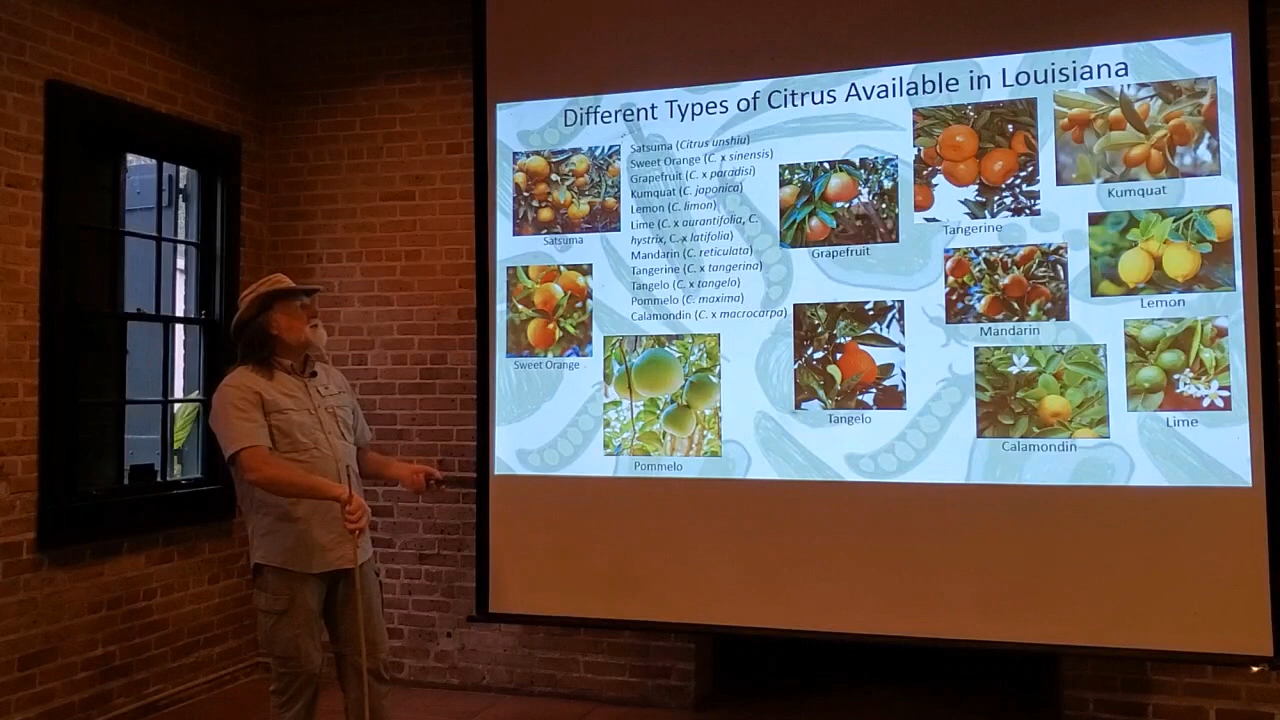 Different Types of Citrus Available in Louisiana
Satsuma (Citrus unshiu)
Sweet Orange (C. x sinensis)
Grapefruit (C. x paradisi)
Kumquat (C. japonica)
Lemon (C. limon)
Lime (C. x aurantifolia, C.
hystrix, C. x latifolia)
Mandarin (C. reticulata)
Tangerine (C. x tangerina)
Tangelo (C. x tangelo)
Pommelo (C. maxima)
Calamondin (C. x macrocarpa)
Satsuma
Sweet Orange
Pommelo
Grapefruit
Tangelo
Tangerine
Mandarin
Calamondin
Kumquat
Lemon
Lime